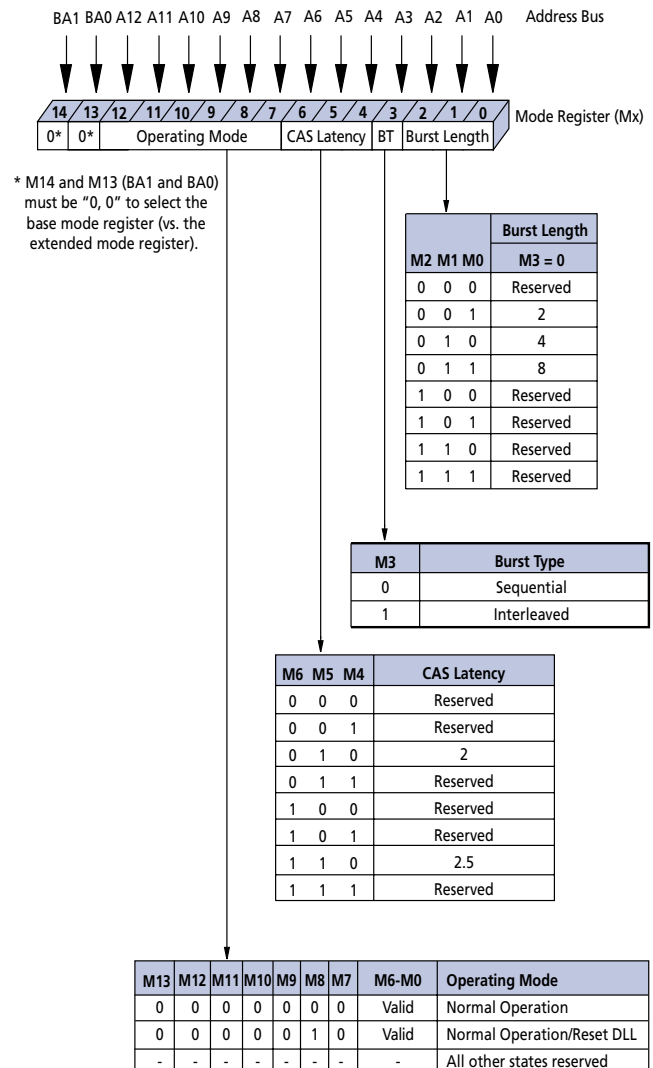 BA1 BA0 A12 A11 A10 A9 A8 A7 A6 A5 A4 A3 A2 A1 A0 Address Bus
14 13 12 11 10 9 8 7 6 5 4 3 2 1 0 Mode Register (Mx)
0* 0* Operating Mode CAS Latency BT Burst Length
* M14 and M13 (BA1 and BA0)
must be “0, 0” to select the
base mode register (vs. the
extended mode register).
Burst Length
M2 M1 M0 M3 = 0
0 0 0 Reserved
0 0 1 2
0 1 0 4
0 1 1 8
1 0 0 Reserved
1 0 1 Reserved
1 1 0 Reserved
1 1 1 Reserved
M3 Burst Type
0 Sequential
1 Interleaved
M6 M5 M4 CAS Latency
0 0 0 Reserved
0 0 1 Reserved
0 1 0 2
0 1 1 Reserved
1 0 0 Reserved
1 0 1 Reserved
1 1 0 2.5
1 1 1 Reserved
M13 M12 M11 M10 M9 M8 M7 M6-M0 Operating Mode
0 0 0 0 0 0 0 Valid Normal Operation
0 0 0 0 0 1 0 Valid Normal Operation/Reset DLL
- - - - - - - - All other states reserved